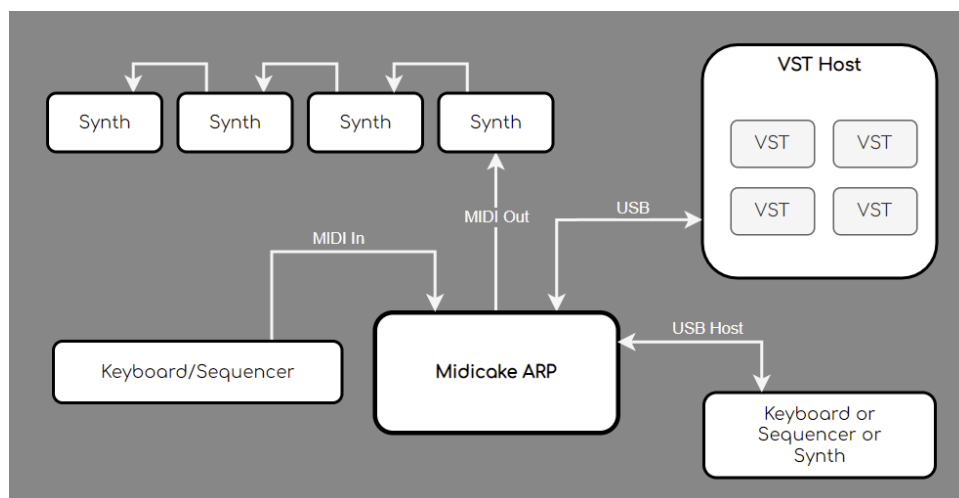 VST Host
Synth
Synth
Synth
Synth
VST
VST
VST
VST
MIDI Out
USB
MIDI In
USB Host
Keyboard/Sequencer
Midicake ARP
Keyboard or
Sequencer or
Synth